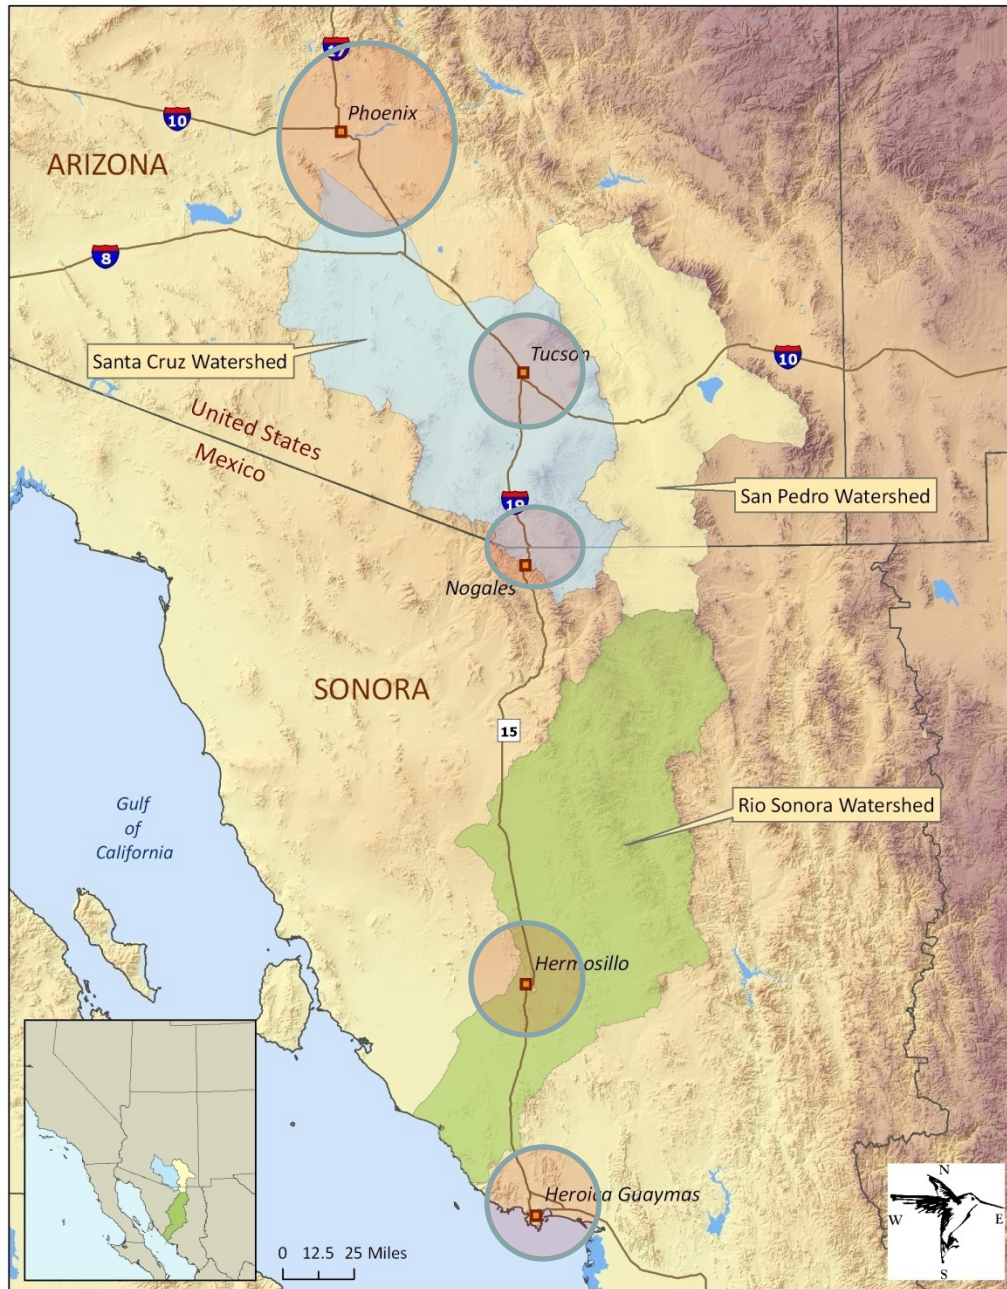 17
Phoenix
10
ARIZONA
8
Santa Cruz Watershed
Tucson
10
United States
Mexico
19
San Pedro Watershed
Nogales
SONORA
15
Gulf
of
California
Rio Sonora Watershed
Hermosillo
Heroica Guaymas
N
W E
S
0 12.5 25 Miles